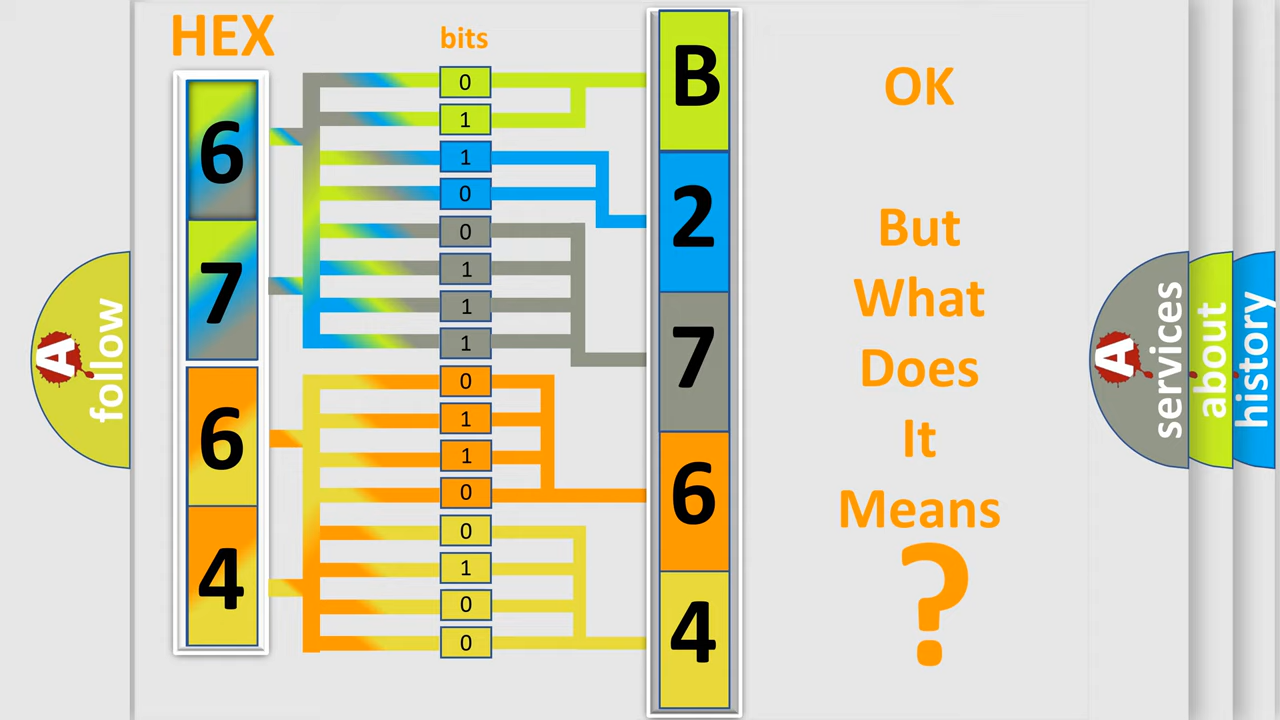 HEX
bits
6
7
6
4
0
1
1
0
0
1
1
1
0
1
1
0
0
1
0
0
B
2
7
6
4
OK
But
What
Does
It
Means
?
A
follow
A
services
about
history